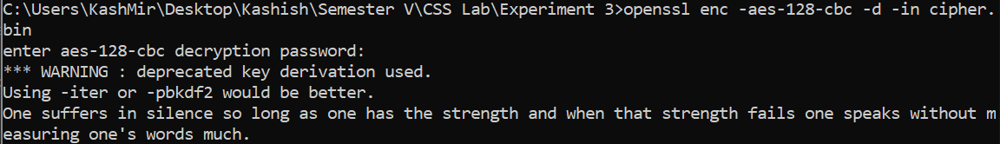 C:\Users\KashMir\Desktop\Kashish\Semester V\CSS Lab\Experiment 3>openssl enc -aes-128-cbc -d -in cipher.
bin
enter aes-128-cbc decryption password:
*** WARNING : deprecated key derivation used.
Using -iter or -pbkdf2 would be better.
One suffers in silence so long as one has the strength and when that strength fails one speaks without m
easuring one's words much.